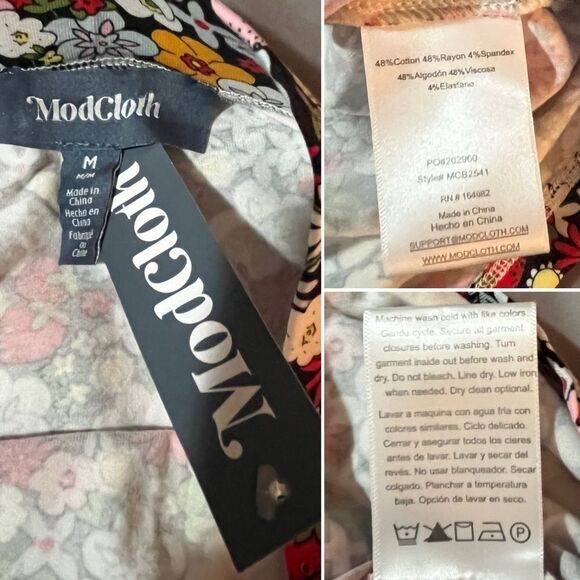 ModCloth
M
M/M
Made in
China
Hecho en
China
Fabriqué
en
Chine
ModCloth
48%Cotton 48%Rayon 4%Spandex
48%Algodón 48%Viscosa
4%Elastano
PO#202960
Style# MCB2541
RN # 164982
Made in China
Hecho en China
SUPPORT@MODCLOTH.COM
WWW.MODCLOTH.COM
Machine wash cold with like colors.
Gentle cycle. Secure all garment
closures before washing. Turn
garment inside out before wash and
dry. Do not bleach. Line dry. Low iron
when needed. Dry clean optional.
Lavar a maquina con agua fria con
colores similares. Ciclo delicado.
Cerrar y asegurar todos los cieres
antes de lavar. Lavar y secar del
revés. No usar blanqueador. Secar
colgado. Planchar a temperatura
baja. Opción de lavar en seco.
P